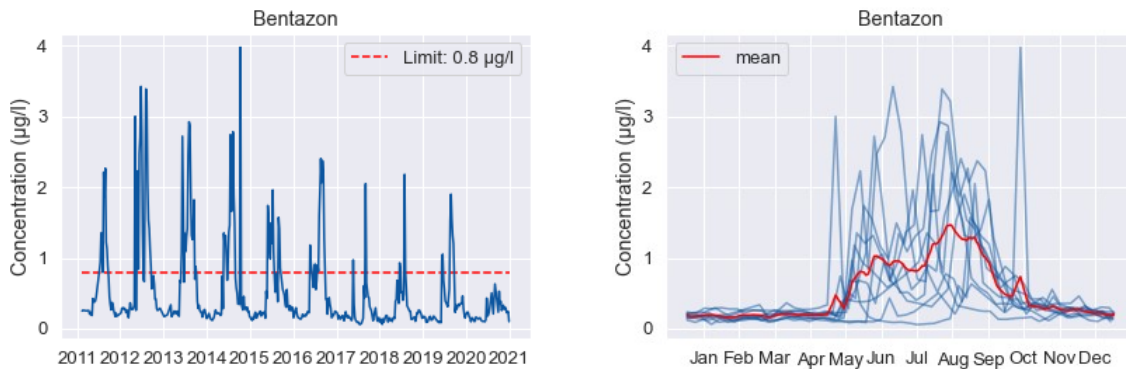 Bentazon
Concentration (µg/l)
4
3
2
1
0
Limit: 0.8 µg/l
2011 2012 2013 2014 2015 2016 2017 2018 2019 2020 2021
Bentazon
Concentration (µg/l)
4
3
2
1
0
mean
Jan Feb Mar Apr May Jun Jul Aug Sep Oct Nov Dec